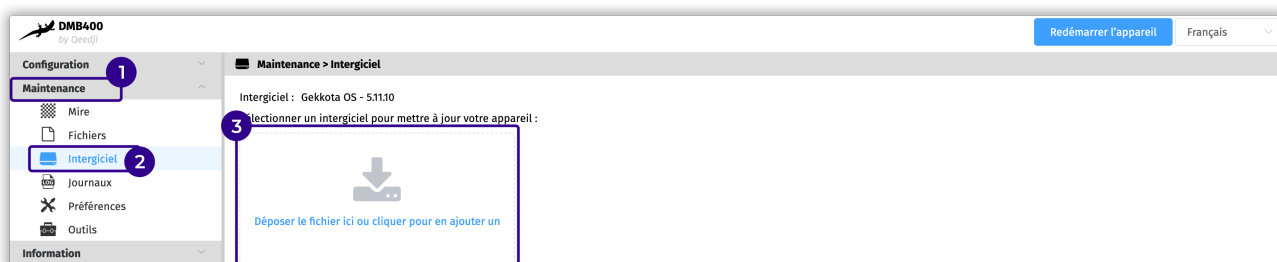 DMB400
by Qeedji
Redémarrer l'appareil
Français
Configuration
1
Maintenance > Intergiciel
Maintenance
Intergiciel : Gekkota OS - 5.11.10
Mire
électionner un intergiciel pour mettre à jour votre appareil :
3
Fichiers
Intergiciel
2
LOG
Journaux
Préférences
Déposer le fichier ici ou cliquer pour en ajouter un
Outils
Information